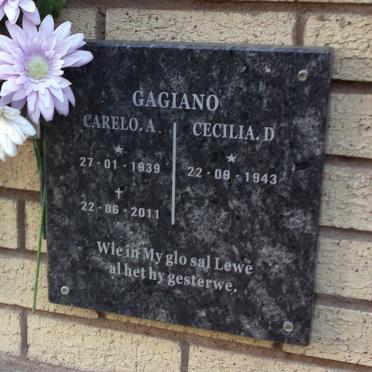 GAGIANO
CARELO. A. CECILIA. D
27 - 01 - 1939 22 - 09 - 1943
22 - 06 - 2011
Wie in My glo sal Lewe
al het hy gesterwe.